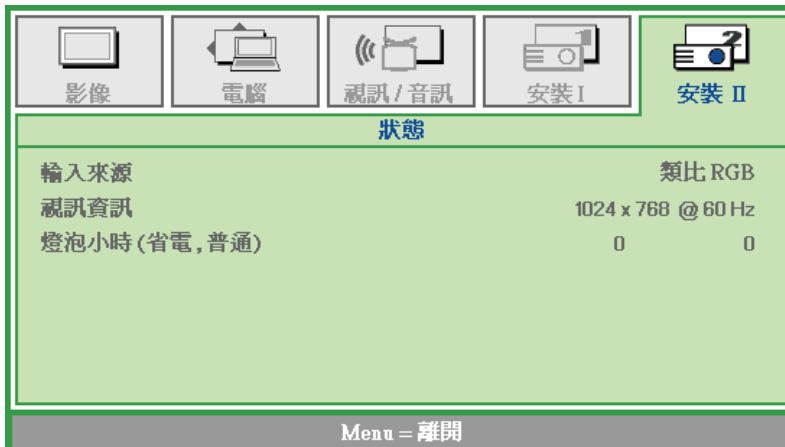 影像 電腦 視訊 / 音訊 安裝 I 安裝 II
狀態
輸入來源 類比 RGB
視訊資訊 1024 x 768 @ 60 Hz
燈泡小時 (省電 , 普通) 0 0
Menu = 離開